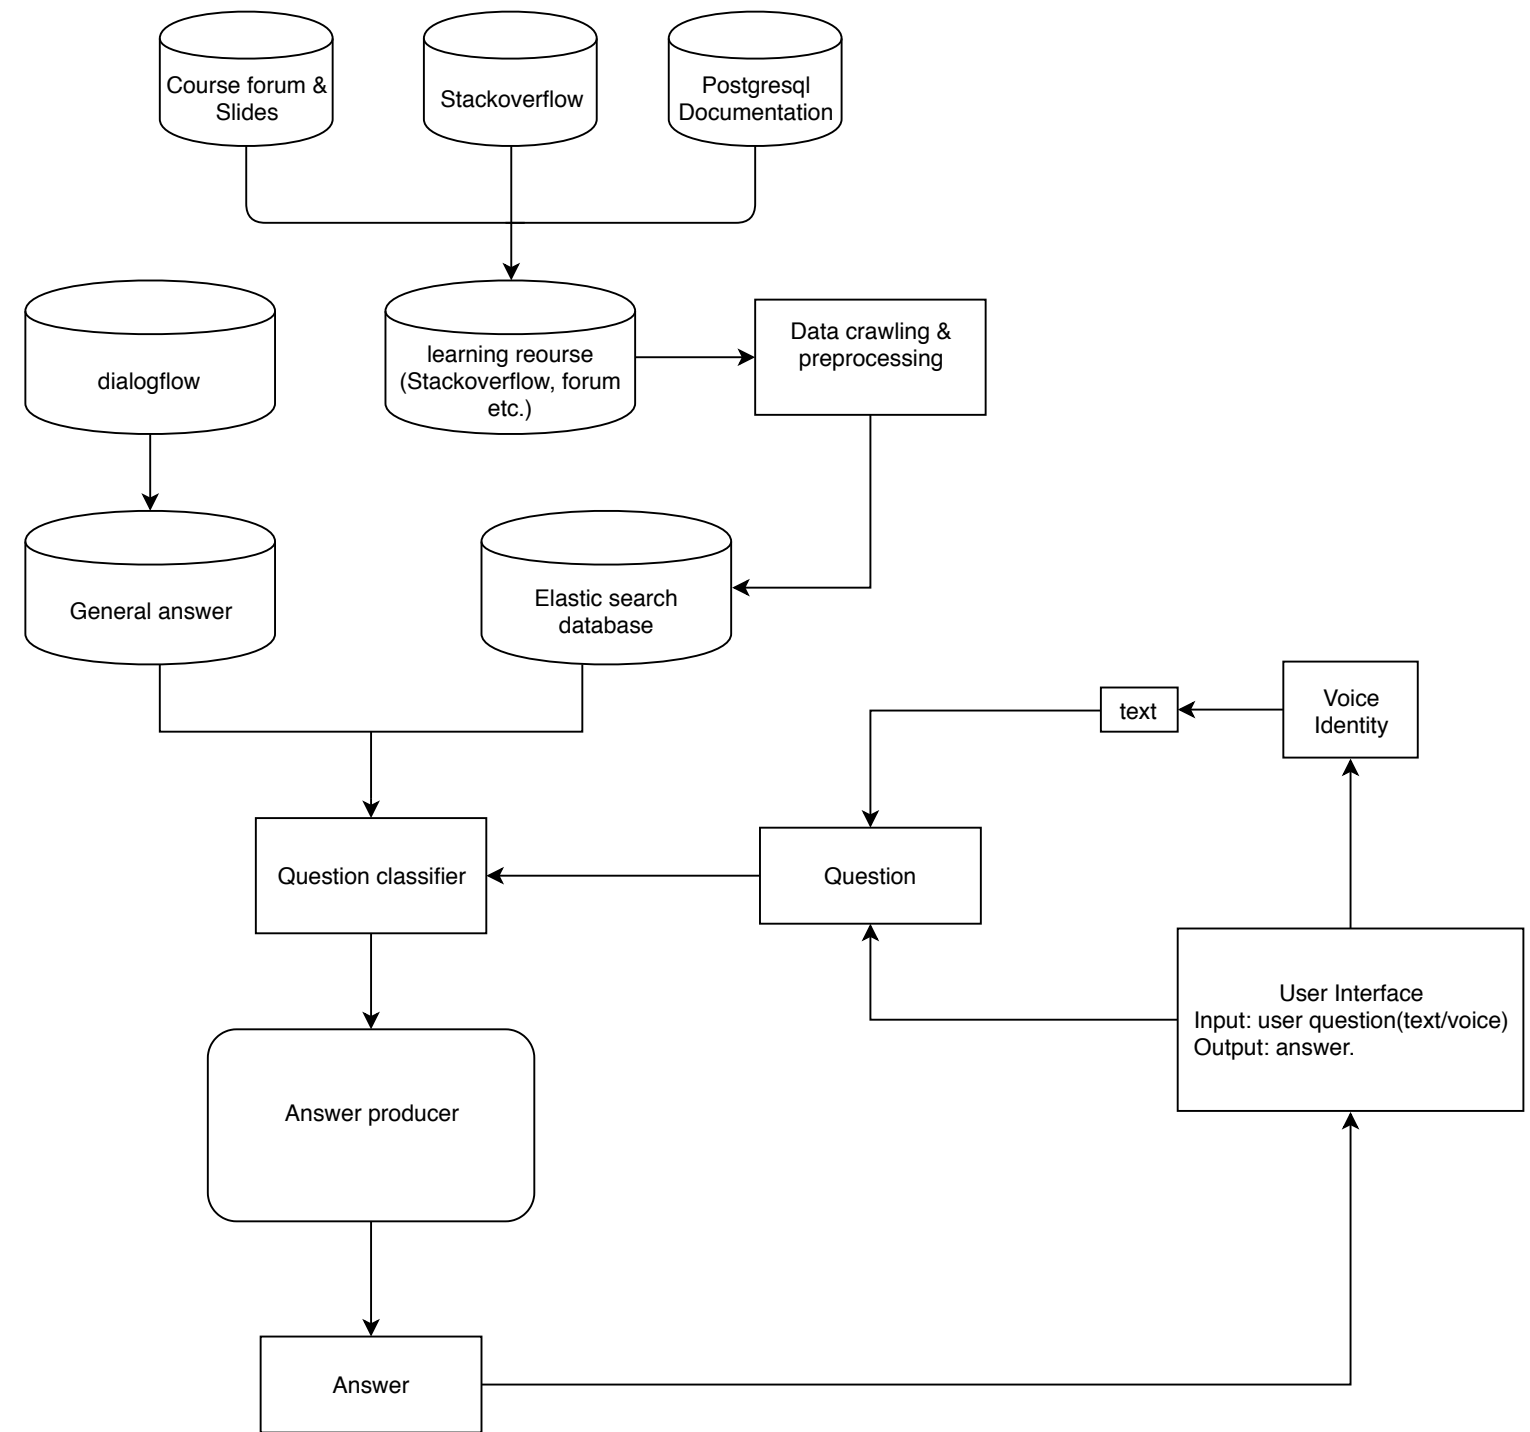 Course forum &
Slides
Stackoverflow
Postgresql
Documentation
dialogflow
learning reourse
(Stackoverflow, forum
etc.)
Data crawling &
preprocessing
General answer
Elastic search
database
text
Voice
Identity
Question classifier
Question
User Interface
Input: user question(text/voice)
Output: answer.
Answer producer
Answer